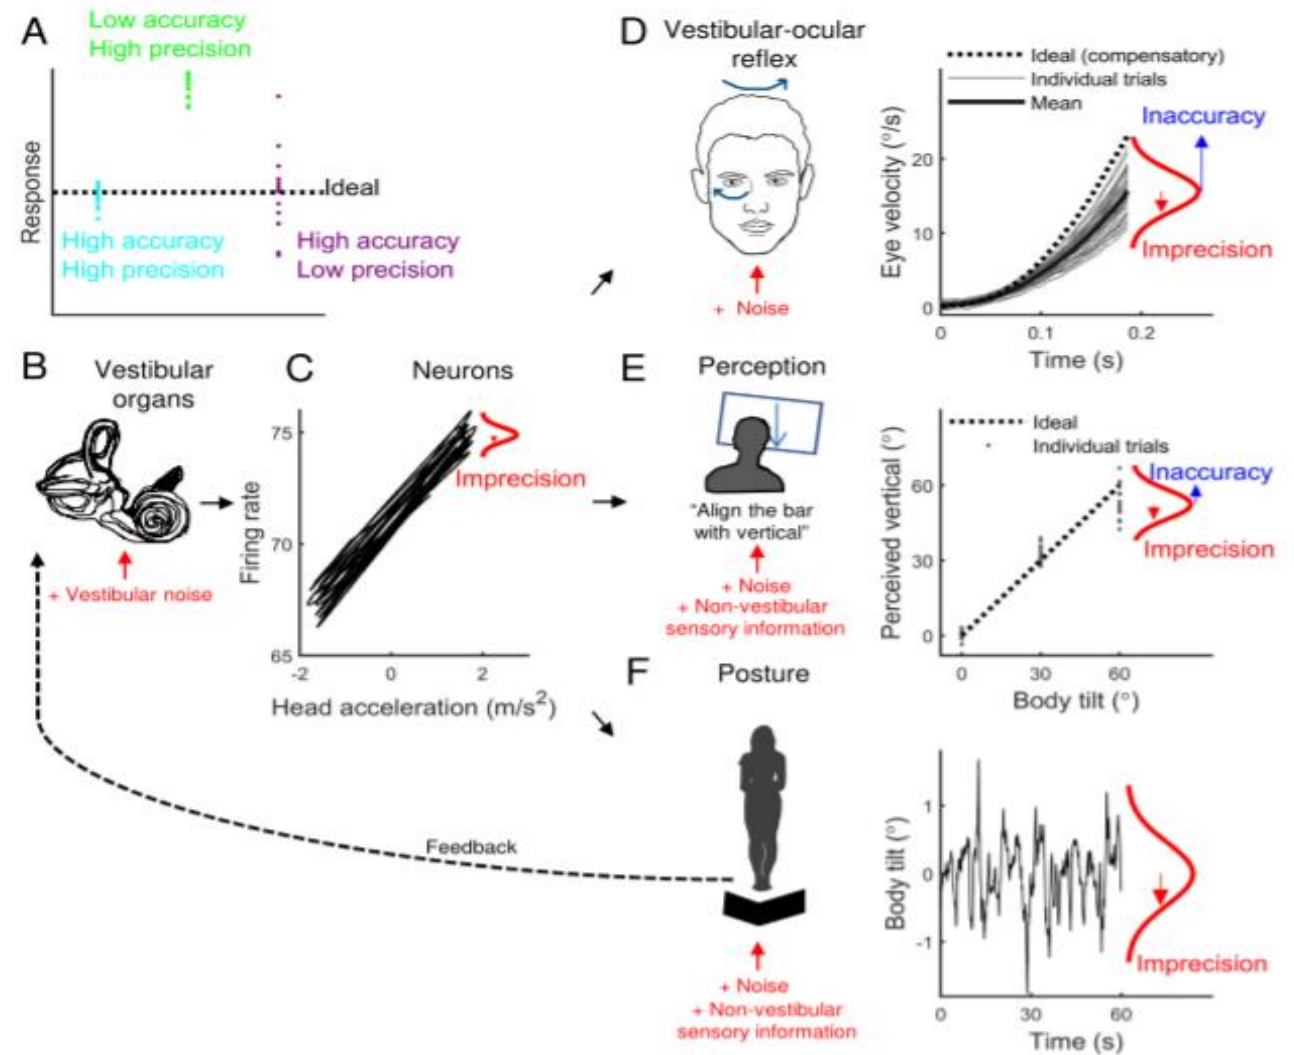 A
Low accuracy
High precision
Response
Ideal
High accuracy
High precision
High accuracy
Low precision
B
Vestibular
organs
+ Vestibular noise
C
Neurons
75
70
65
Firing rate
Imprecision
-2
0
2
Head acceleration (m/s²)
D
Vestibular-ocular
reflex
+ Noise
Ideal (compensatory)
Individual trials
Mean
Inaccuracy
Imprecision
Eye velocity (°/s)
20
10
0
0
0.1
0.2
Time (s)
E
Perception
"Align the bar
with vertical"
+ Noise
+ Non-vestibular
sensory information
Ideal
Individual trials
Inaccuracy
Imprecision
Perceived vertical (°)
60
30
0
0
30
60
Body tilt (°)
F
Posture
Feedback
+ Noise
+ Non-vestibular
sensory information
Body tilt (°)
1
0
-1
Imprecision
0
30
60
Time (s)